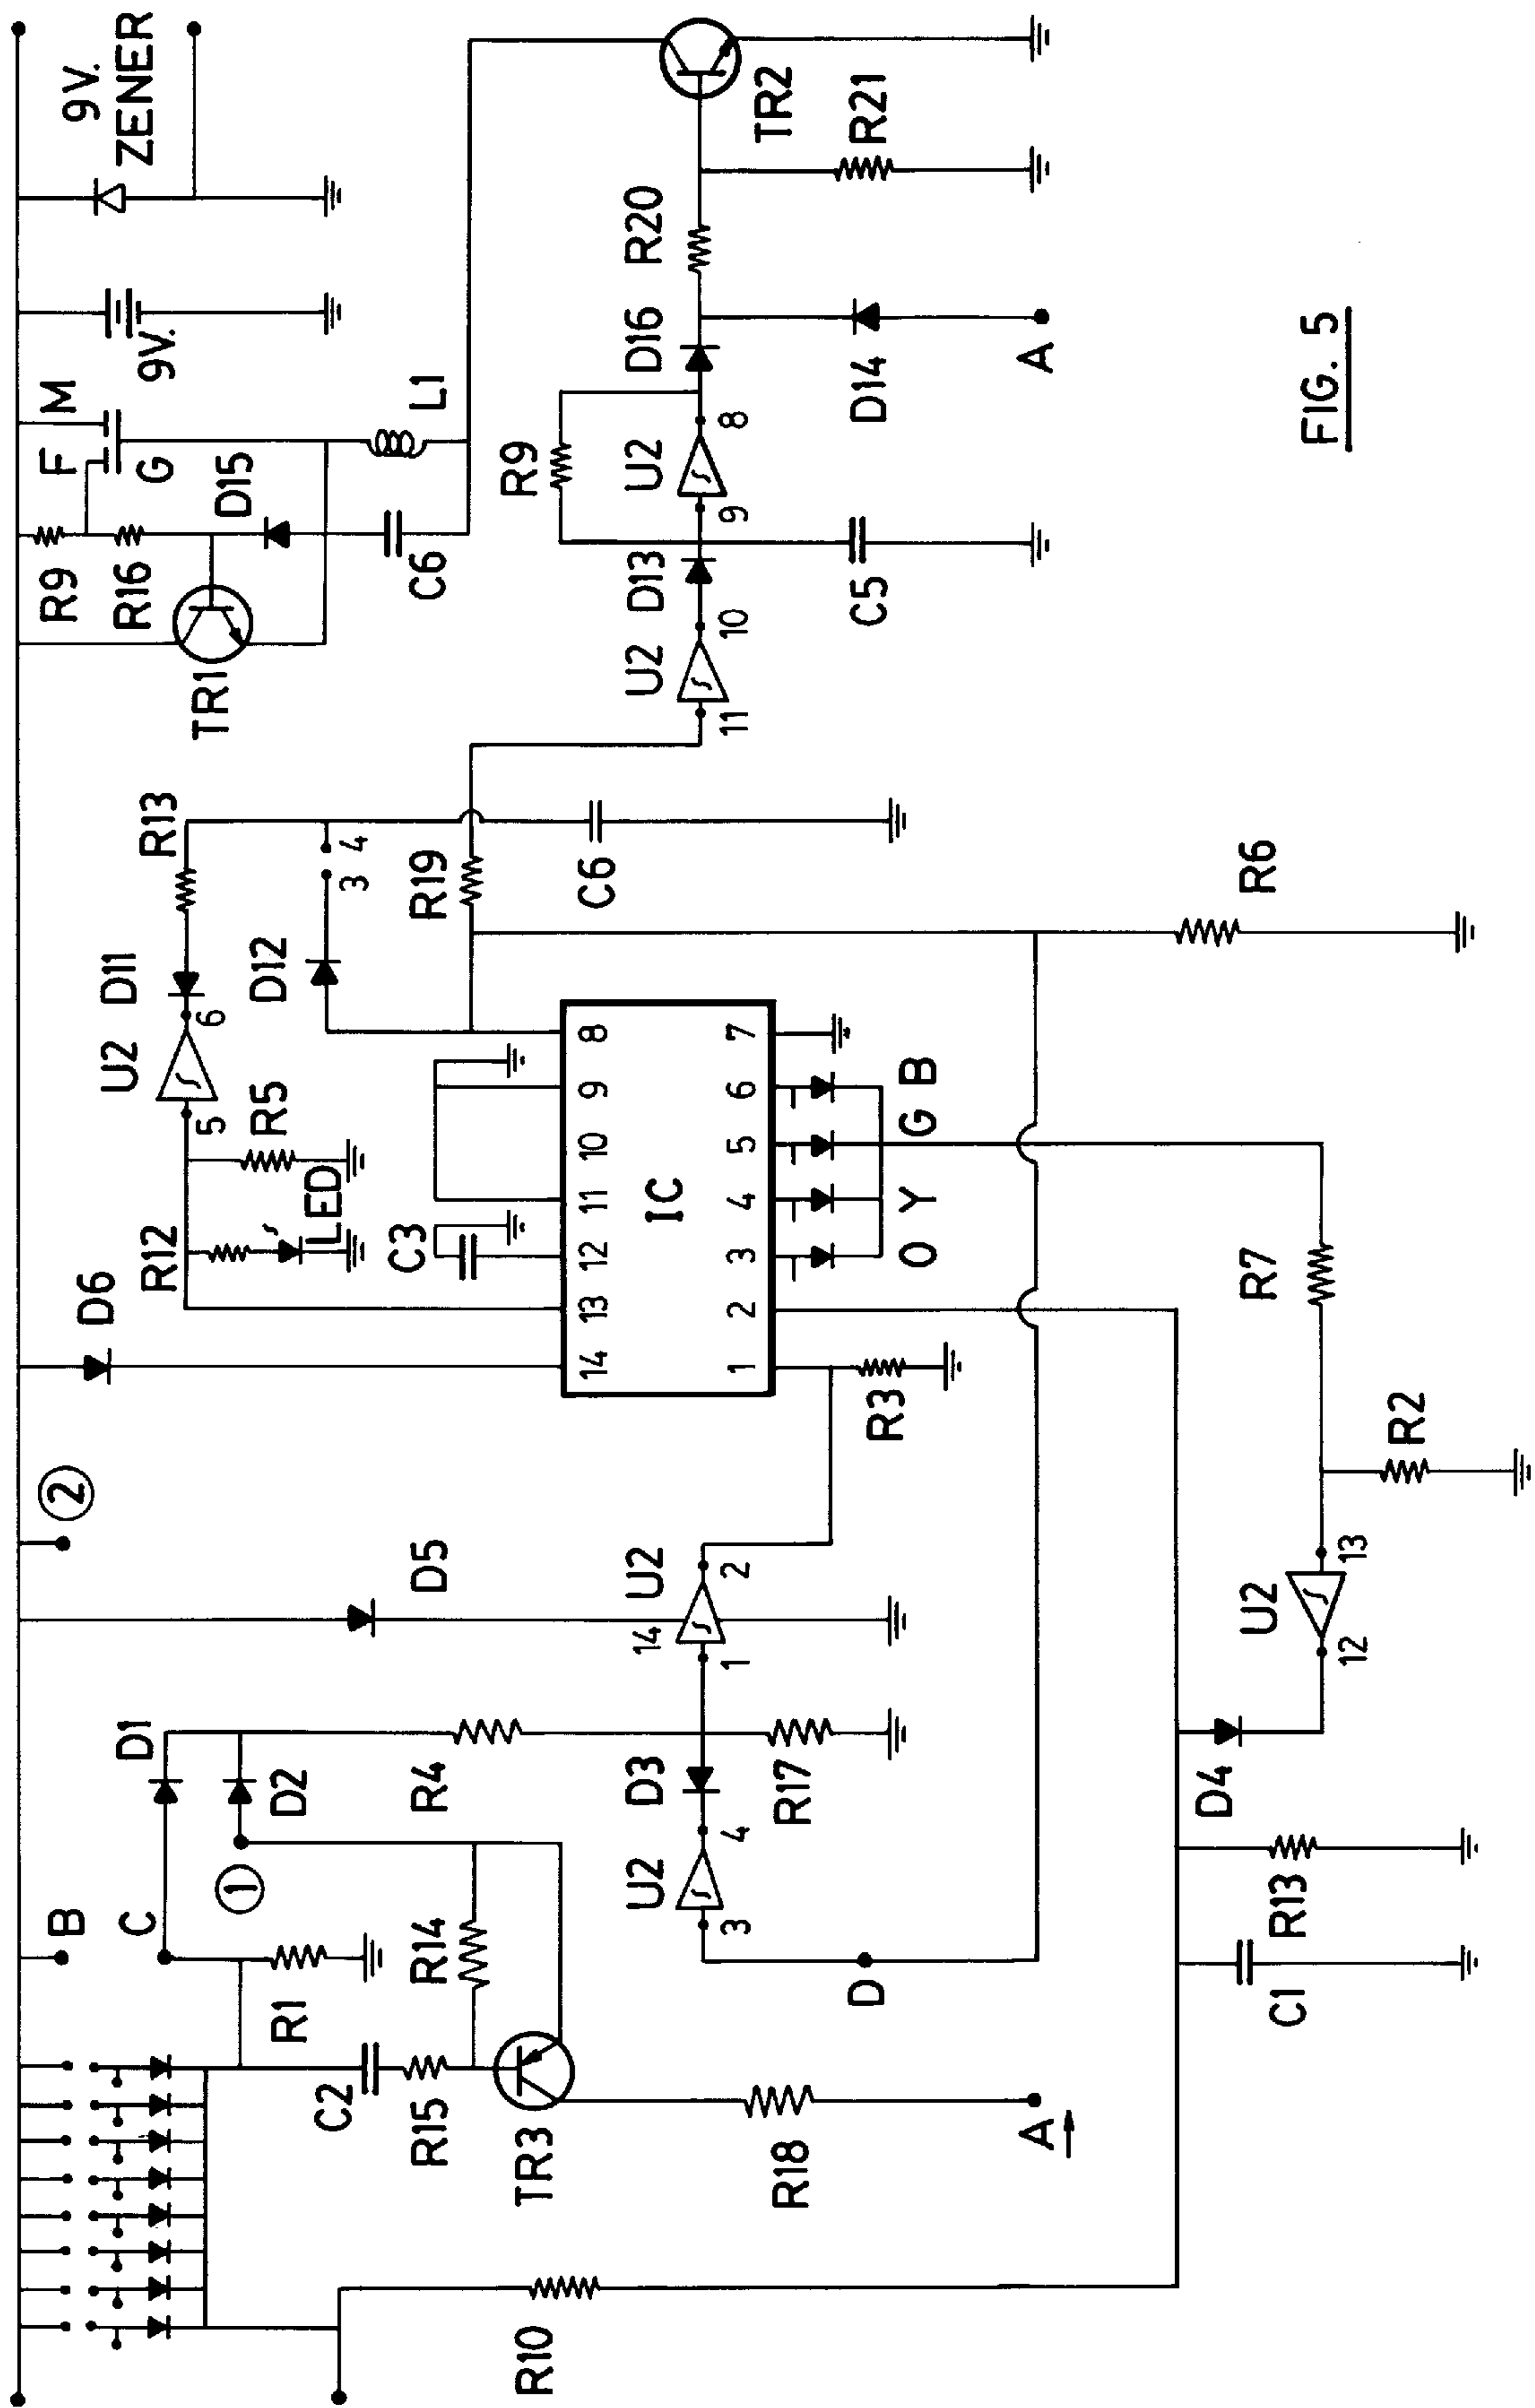 B
C
D1
2
D6
R13
9V.
ZENER
1
D2
D5
R12
LED
R5
U2
D11
5
6
D12
3
4
R9
F
M
R16
G
D15
9V.
TR1
L1
C6
R1
C2
R14
R4
C3
R19
R15
TR3
14
13
12
11
10
9
8
IC
1
2
3
4
5
6
7
O
Y
G
B
C6
U2
D3
U2
3
4
1
14
2
U2
D13
R9
U2
D16
R20
11
10
9
8
TR2
R18
R17
R3
C5
D14
R21
D
A
A
D4
U2
R7
R6
R10
C1
R13
12
13
R2
FIG. 5